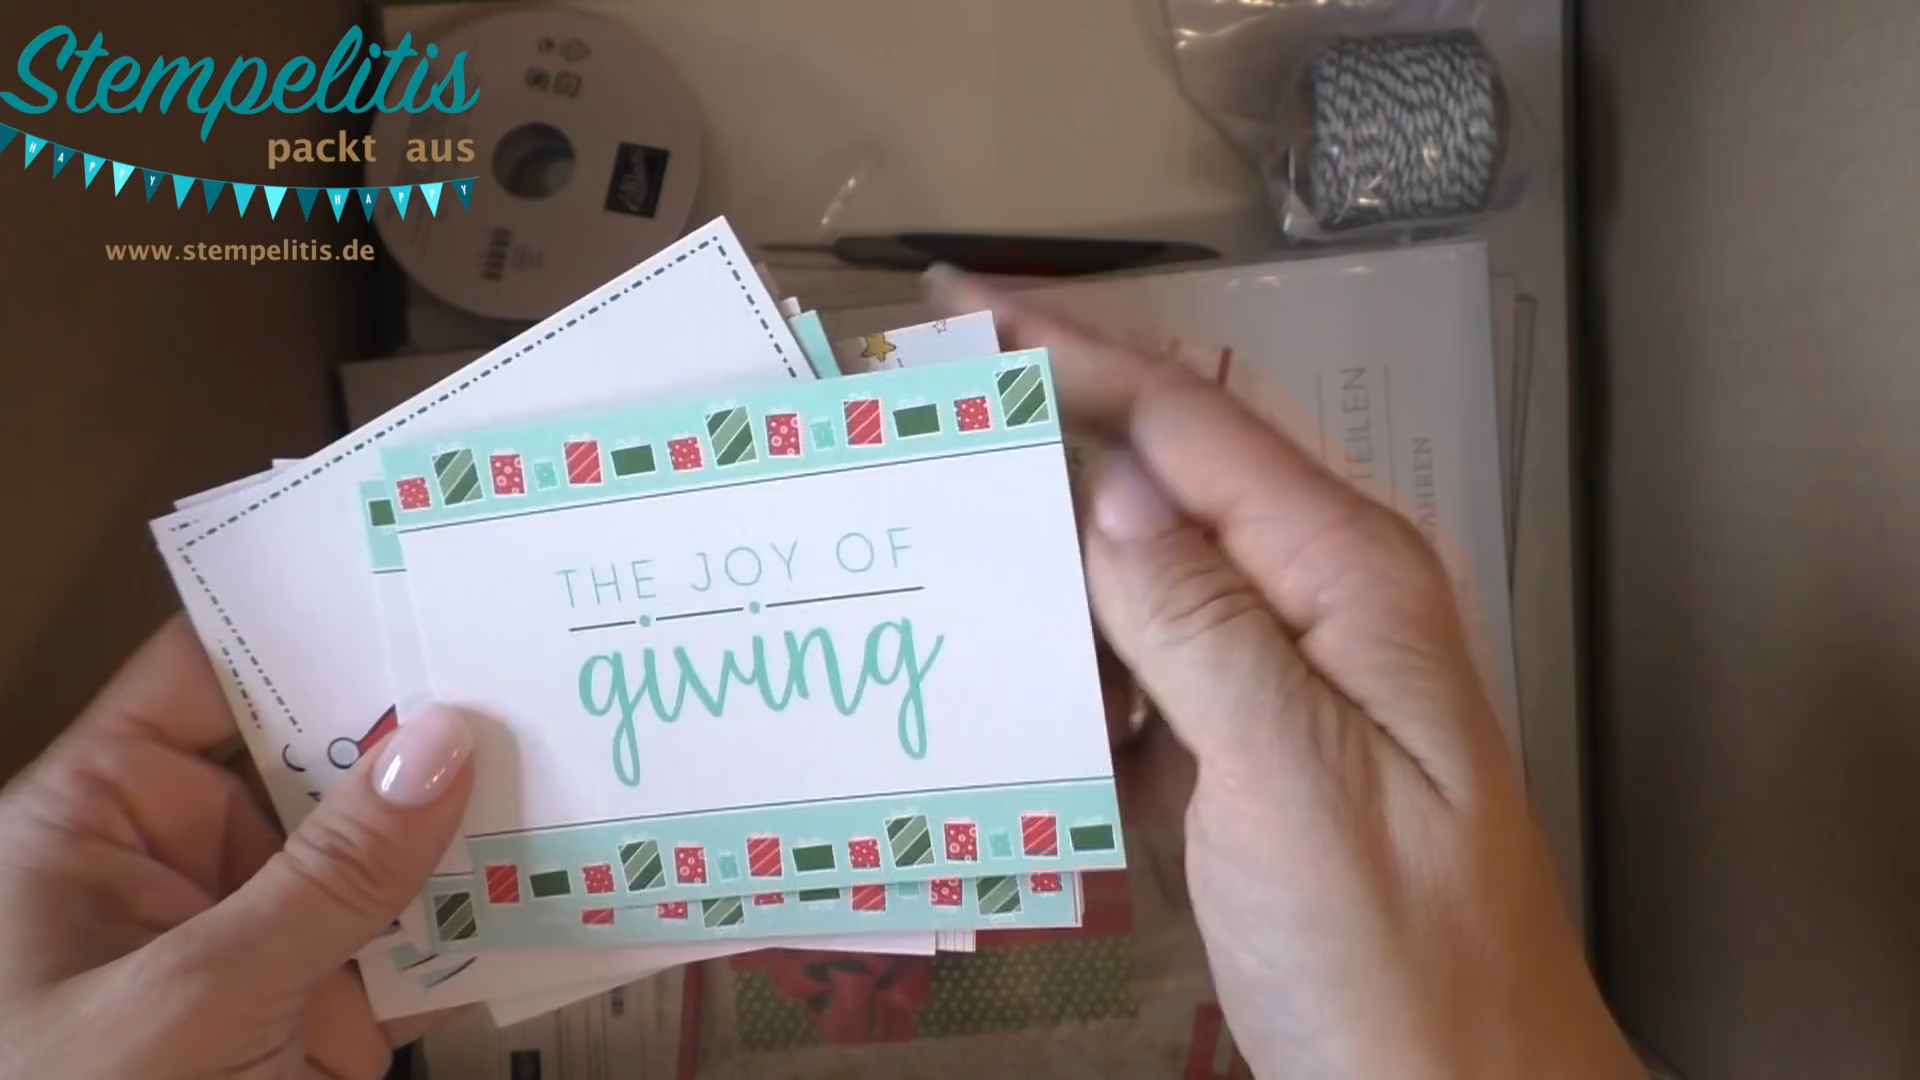 Stempelitis
packt aus
HAPPY HAPPY
www.stempelitis.de
THE JOY OF
giving
TEILEN